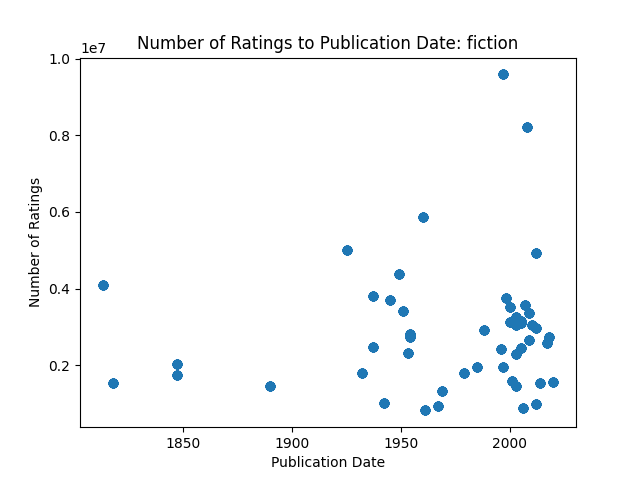 Number of Ratings to Publication Date: fiction
1e7
1.0
0.8
0.6
0.4
0.2
Number of Ratings
1850 1900 1950 2000
Publication Date